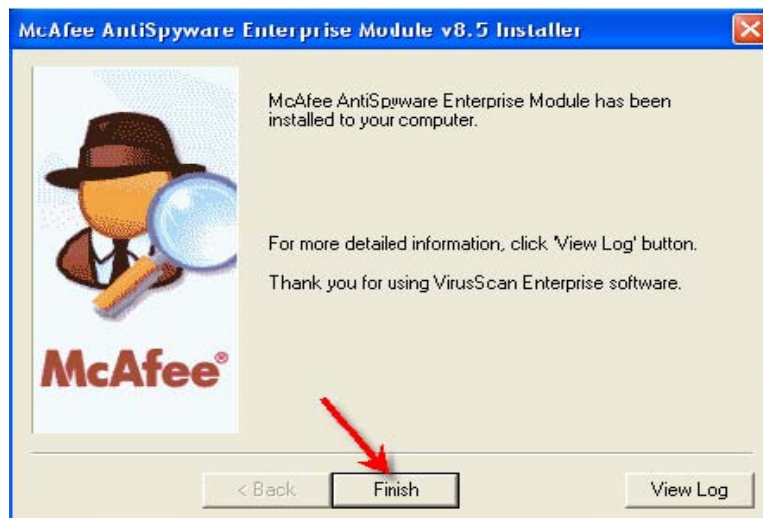 McAfee AntiSpyware Enterprise Module v8.5 Installer
McAfee AntiSpyware Enterprise Module has been
installed to your computer.
For more detailed information, click 'View Log' button.
Thank you for using VirusScan Enterprise software.
McAfee®
< Back
Finish
View Log